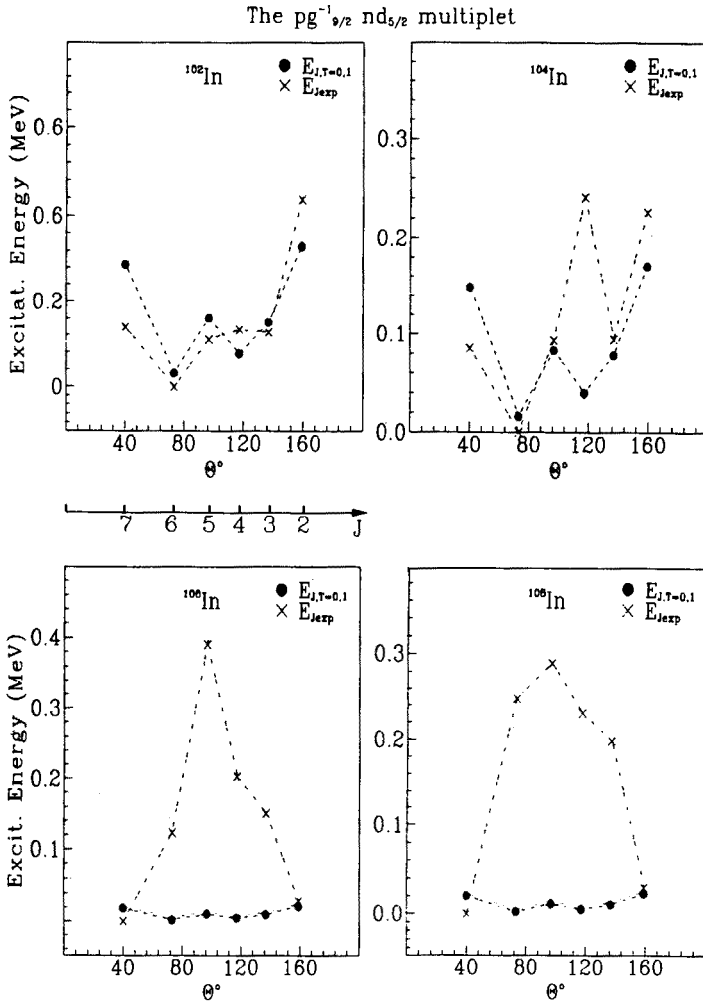 The pg⁻¹₉/₂ nd₅/₂ multiplet
¹⁰²In
● E_J,T=0,1
× E_Jexp
Excitat. Energy (MeV)
0.6
0.6
0.2
0
40 80 120 160
Θ°
¹⁰⁴In
● E_J,T=0,1
× E_Jexp
0.3
0.2
0.1
0.0
40 80 120 160
Θ°
7 6 5 4 3 2 J
¹⁰⁶In
● E_J,T=0,1
× E_Jexp
Excit. Energy (MeV)
0.4
0.3
0.2
0.1
40 80 120 160
Θ°
¹⁰⁸In
● E_J,T=0,1
× E_Jexp
0.3
0.2
0.1
0.0
40 80 120 160
Θ°